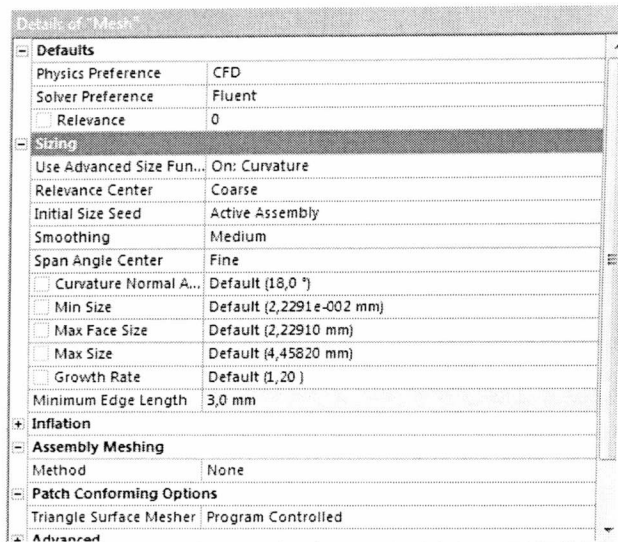 Details of "Mesh"
Defaults
Physics Preference CFD
Solver Preference Fluent
Relevance 0
Sizing
Use Advanced Size Fun... On: Curvature
Relevance Center Coarse
Initial Size Seed Active Assembly
Smoothing Medium
Span Angle Center Fine
Curvature Normal A... Default (18,0 °)
Min Size Default (2,2291e-002 mm)
Max Face Size Default (2,22910 mm)
Max Size Default (4,45820 mm)
Growth Rate Default (1,20 )
Minimum Edge Length 3,0 mm
Inflation
Assembly Meshing
Method None
Patch Conforming Options
Triangle Surface Mesher Program Controlled
Advanced